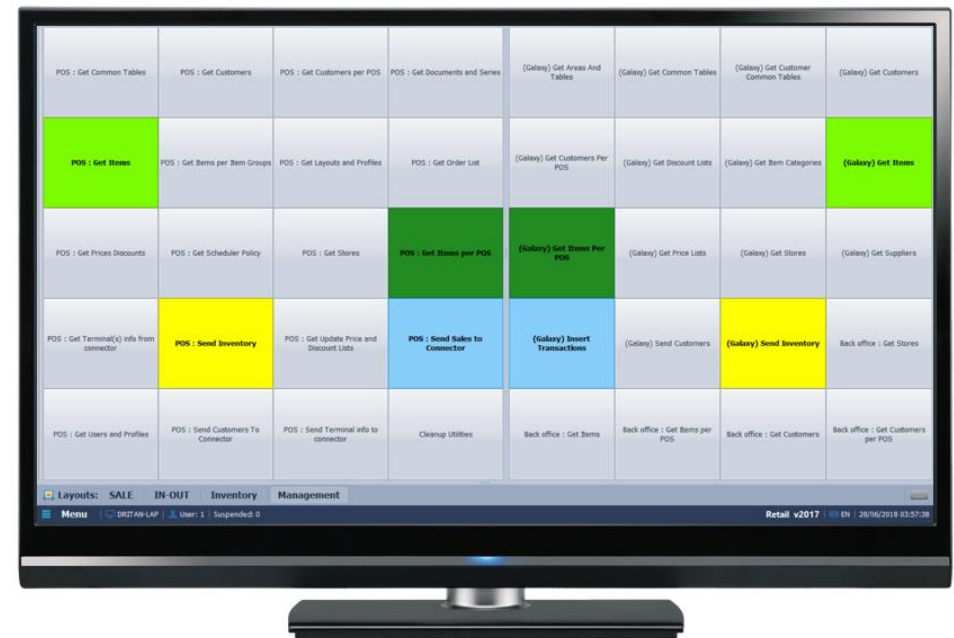 POS : Get Common Tables
POS : Get Customers
POS : Get Customers per POS
POS : Get Documents and Series
(Galaxy) Get Areas And
Tables
(Galaxy) Get Common Tables
(Galaxy) Get Customer
Common Tables
(Galaxy) Get Customers
POS : Get Items
POS : Get Items per Item Groups
POS : Get Layouts and Profiles
POS : Get Order List
(Galaxy) Get Customers Per
POS
(Galaxy) Get Discount Lists
(Galaxy) Get Item Categories
(Galaxy) Get Items
POS : Get Prices Discounts
POS : Get Scheduler Policy
POS : Get Stores
POS : Get Items per POS
(Galaxy) Get Items Per
POS
(Galaxy) Get Price Lists
(Galaxy) Get Stores
(Galaxy) Get Suppliers
POS : Get Terminal(s) info from
connector
POS : Send Inventory
POS : Get Update Price and
Discount Lists
POS : Send Sales to
Connector
(Galaxy) Insert
Transactions
(Galaxy) Send Customers
(Galaxy) Send Inventory
Back office : Get Stores
POS : Get Users and Profiles
POS : Send Customers To
Connector
POS : Send Terminal info to
connector
Cleanup Utilities
Back office : Get Items
Back office : Get Items per
POS
Back office : Get Customers
Back office : Get Customers
per POS
Layouts: SALE IN-OUT Inventory Management
Menu DRITAN-LAP User: 1 Suspended: 0 Retail v2017 EN 28/06/2018 03:57:38